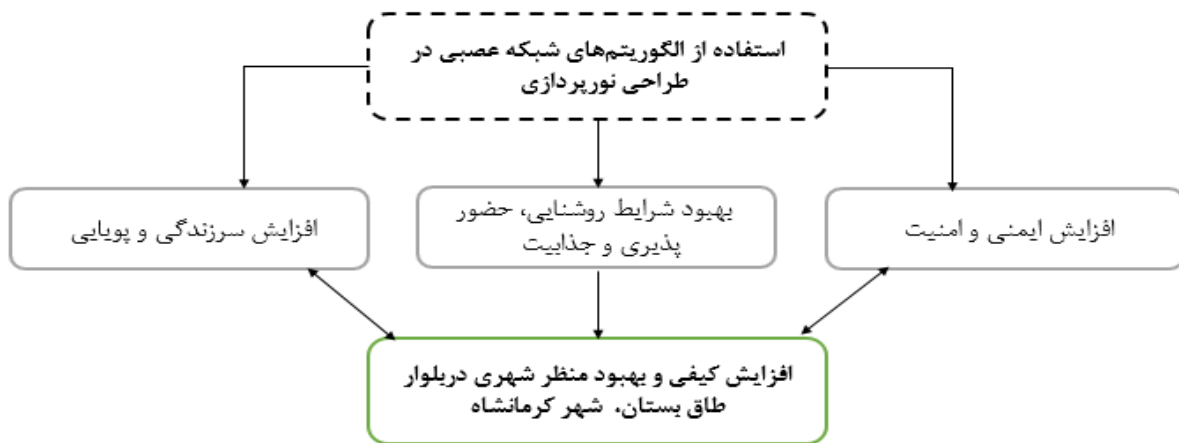 استفاده از الگوریتم‌های شبکه عصبی در
طراحی نورپردازی
افزایش ایمنی و امنیت
بهبود شرایط روشنایی، حضور
پذیری و جذابیت
افزایش سرزندگی و پویایی
افزایش کیفی و بهبود منظر شهری دربلوار
طاق بستان، شهر کرمانشاه